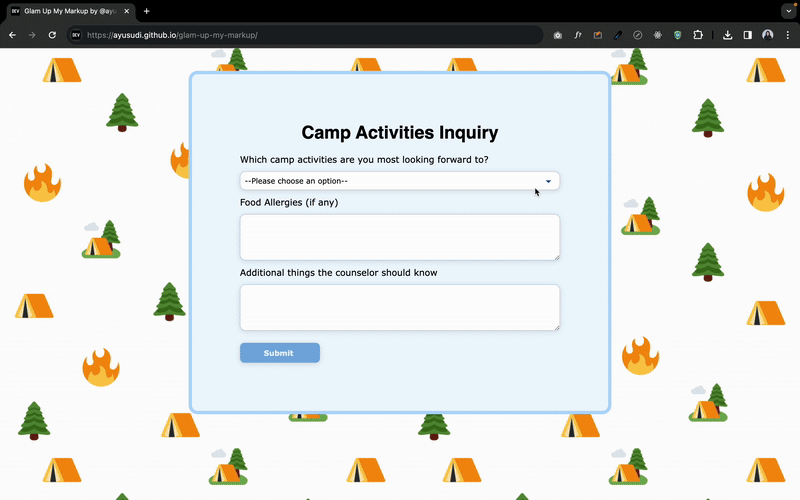 DEV
Glam Up My Markup by @ayu
DEV
https://ayusudi.github.io/glam-up-my-markup/
f?
Camp Activities Inquiry
Which camp activities are you most looking forward to?
--Please choose an option--
Food Allergies (if any)
Additional things the counselor should know
Submit